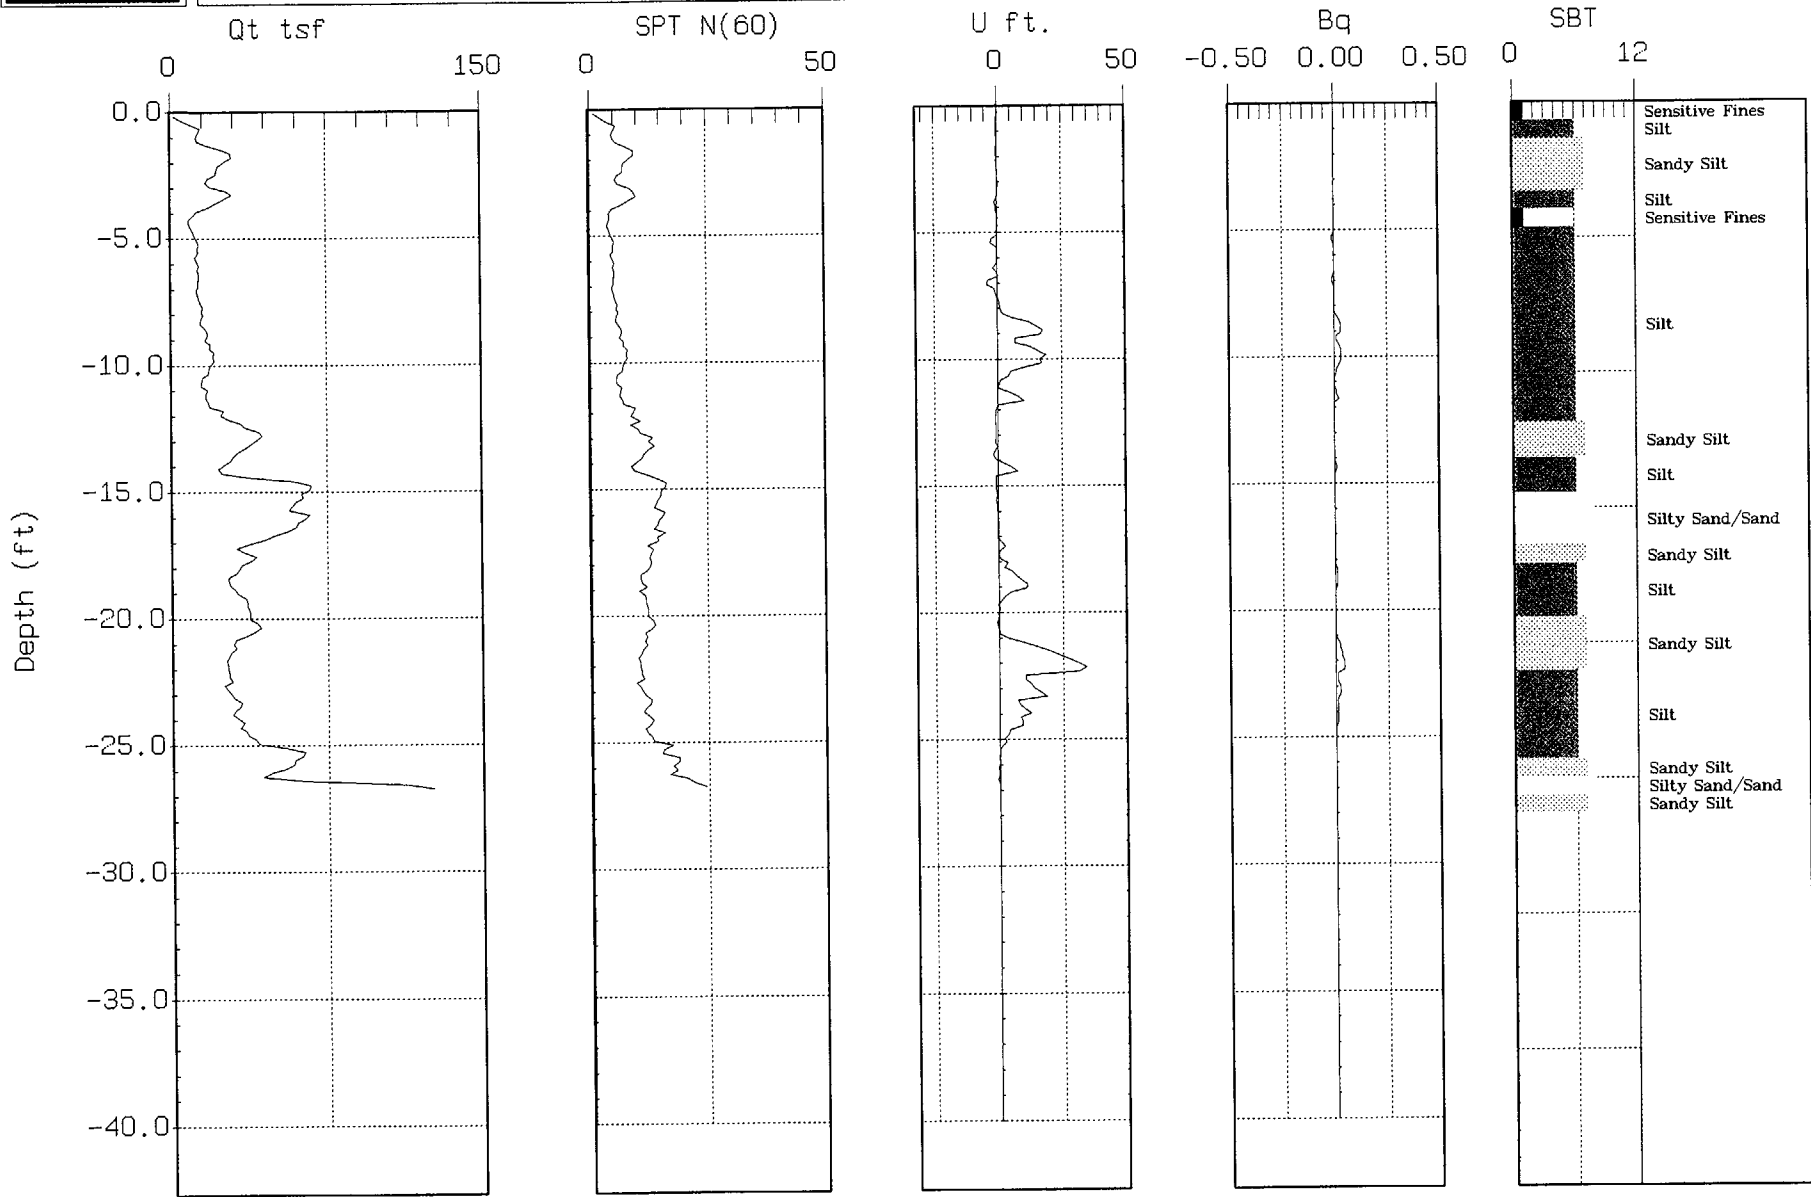 Qt tsf
SPT N(60)
U ft.
Bq
SBT
0 150
0 50
0 50
-0.50 0.00 0.50
0 12
Depth (ft)
0.0
-5.0
-10.0
-15.0
-20.0
-25.0
-30.0
-35.0
-40.0
Sensitive Fines
Silt
Sandy Silt
Silt
Sensitive Fines
Silt
Sandy Silt
Silt
Silty Sand/Sand
Sandy Silt
Silt
Sandy Silt
Silt
Sandy Silt
Silty Sand/Sand
Sandy Silt